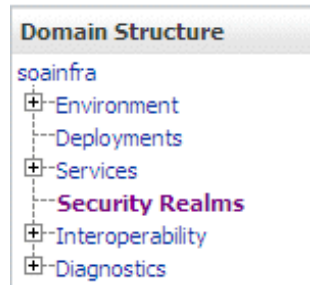 Domain Structure
soainfra
Environment
Deployments
Services
Security Realms
Interoperability
Diagnostics